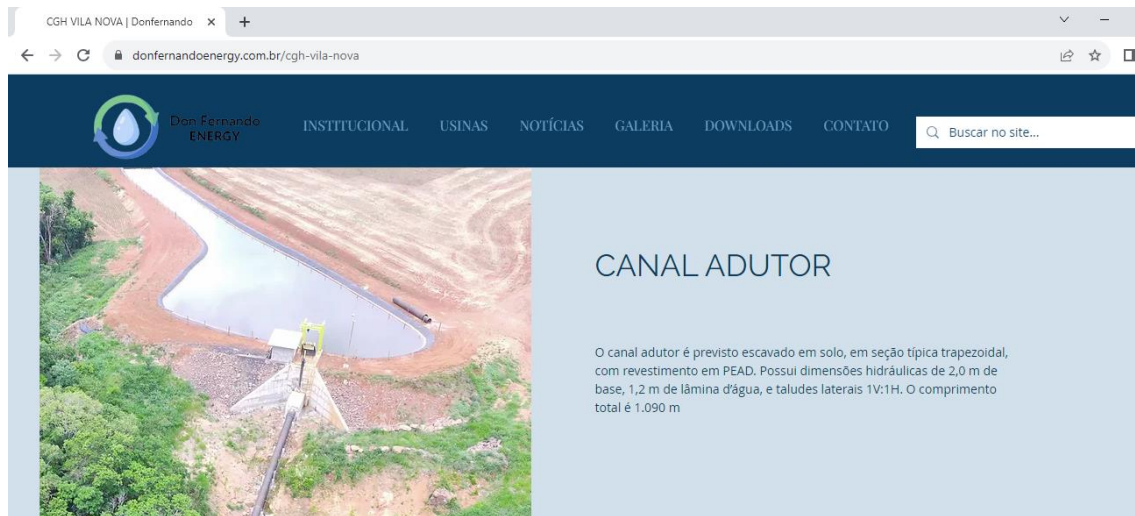 CGH VILA NOVA | Donfernando
donfernandoenergy.com.br/cgh-vila-nova
Don Fernando
ENERGY
INSTITUCIONAL USINAS NOTÍCIAS GALERIA DOWNLOADS CONTATO
Buscar no site...
CANAL ADUTOR
O canal adutor é previsto escavado em solo, em seção típica trapezoidal,
com revestimento em PEAD. Possui dimensões hidráulicas de 2,0 m de
base, 1,2 m de lâmina d’água, e taludes laterais 1V:1H. O comprimento
total é 1.090 m